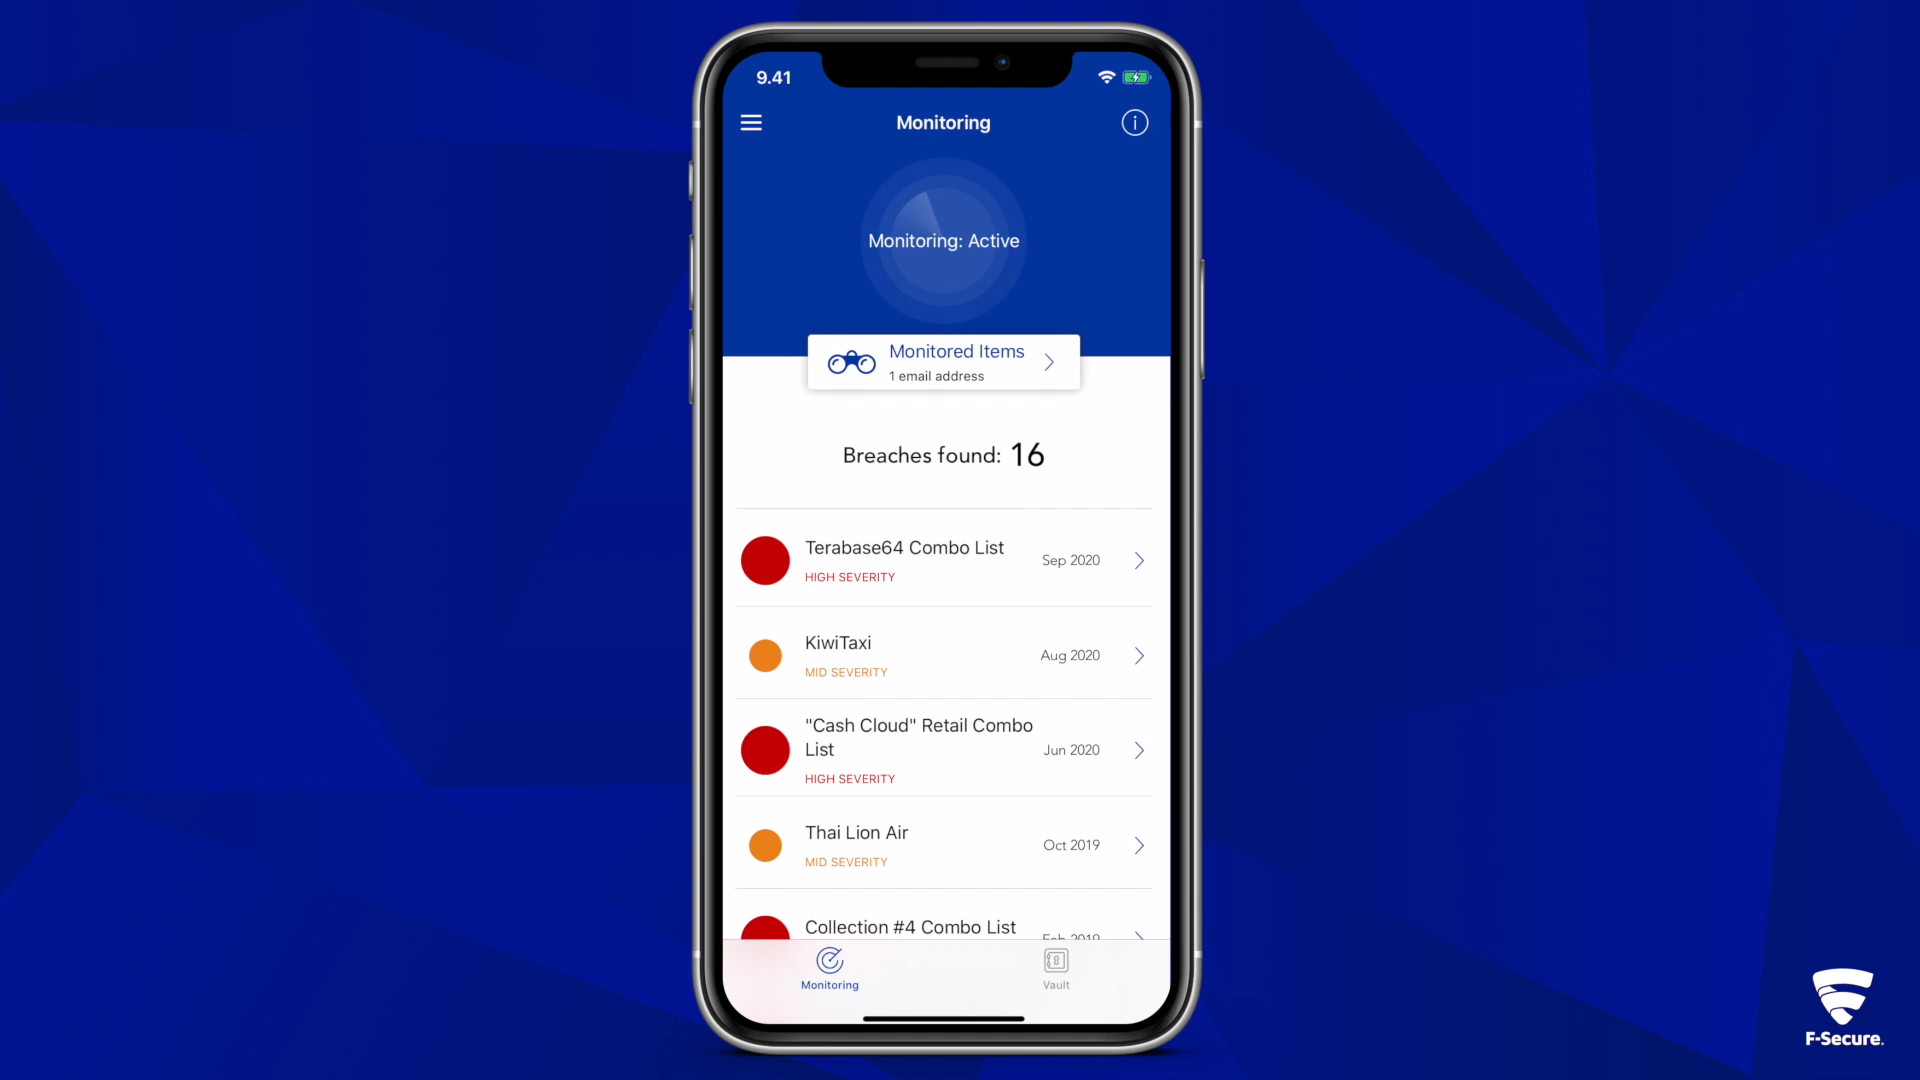 9.41
Monitoring
Monitoring: Active
Monitored Items
1 email address
Breaches found: 16
Terabase64 Combo List
Sep 2020
HIGH SEVERITY
KiwiTaxi
Aug 2020
MID SEVERITY
"Cash Cloud" Retail Combo
List
Jun 2020
HIGH SEVERITY
Thai Lion Air
Oct 2019
MID SEVERITY
Collection #4 Combo List
Feb 2019
Monitoring
Vault
F-Secure.